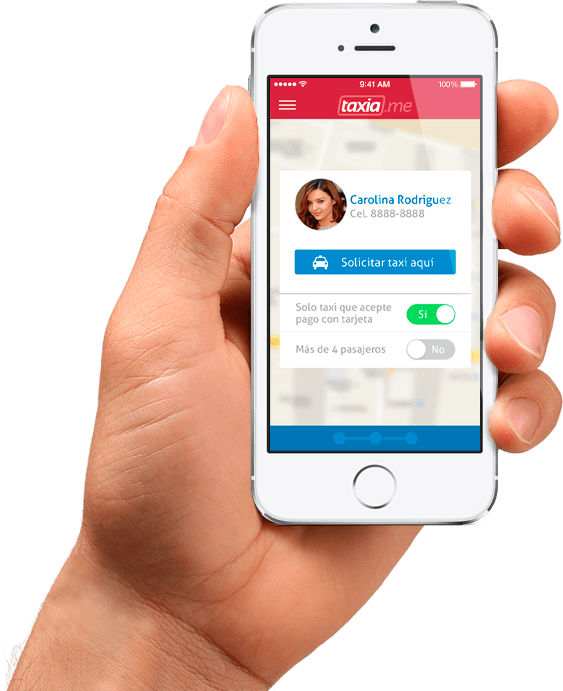 9:41 AM
100%
taxia.me
Carolina Rodriguez
Cel. 8888-8888
Solicitar taxi aquí
Solo taxi que acepte
pago con tarjeta
Sí
Más de 4 pasajeros
No